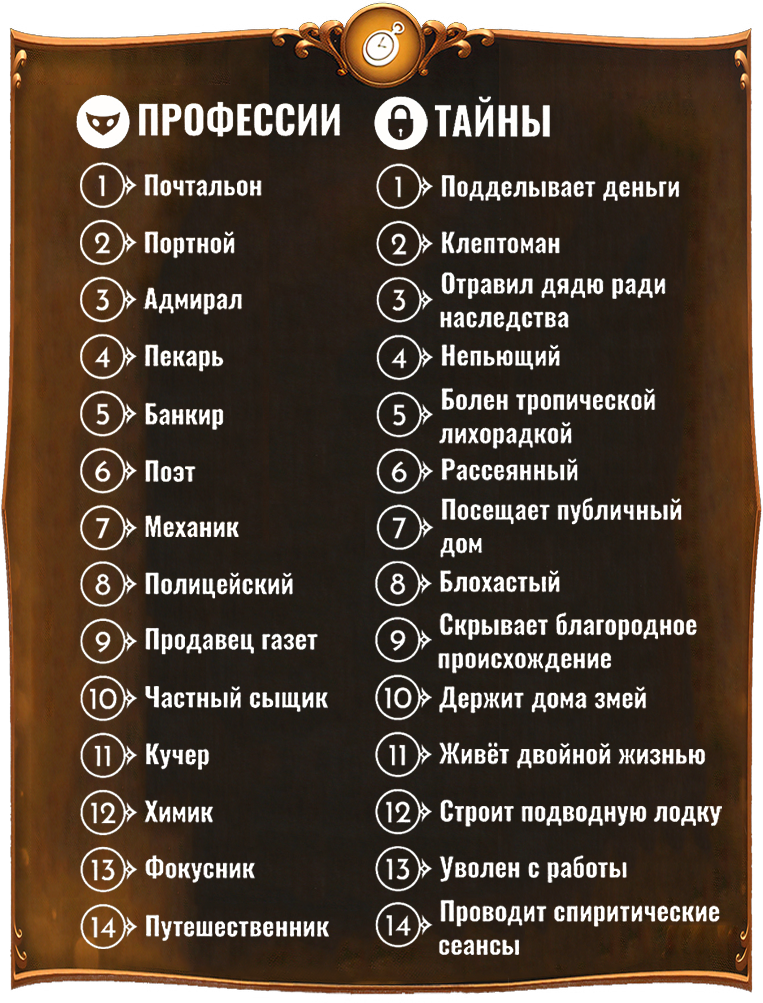 ПРОФЕССИИ
1 Почтальон
2 Портной
3 Адмирал
4 Пекарь
5 Банкир
6 Поэт
7 Механик
8 Полицейский
9 Продавец газет
10 Частный сыщик
11 Кучер
12 Химик
13 Фокусник
14 Путешественник
ТАЙНЫ
1 Подделывает деньги
2 Клептоман
3 Отравил дядю ради
наследства
4 Непьющий
5 Болен тропической
лихорадкой
6 Рассеянный
7 Посещает публичный
дом
8 Блохастый
9 Скрывает благородное
происхождение
10 Держит дома змей
11 Живёт двойной жизнью
12 Строит подводную лодку
13 Уволен с работы
14 Проводит спиритические
сеансы